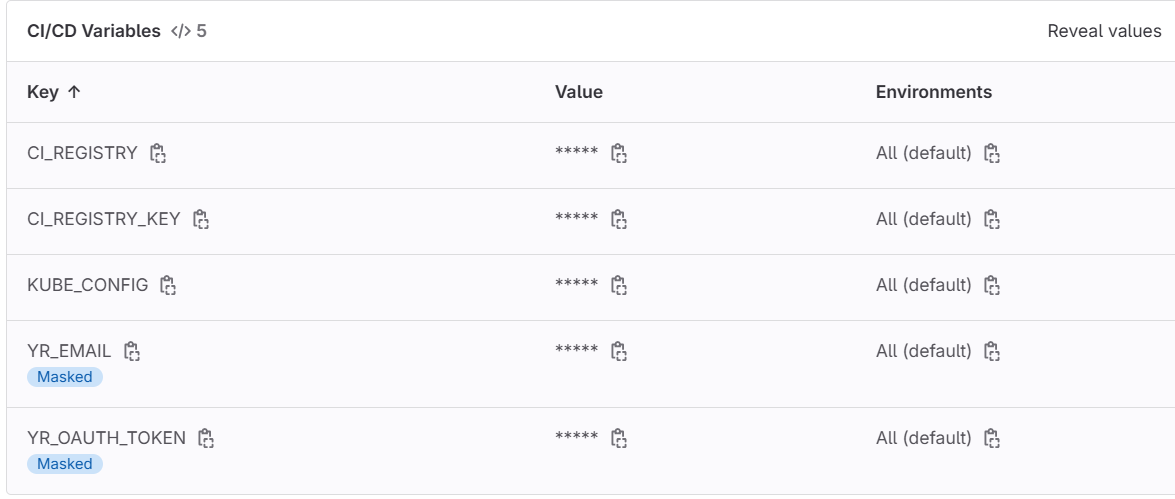 CI/CD Variables </> 5 Reveal values
Key ↑ Value Environments
CI_REGISTRY ***** All (default)
CI_REGISTRY_KEY ***** All (default)
KUBE_CONFIG ***** All (default)
YR_EMAIL ***** All (default)
Masked
YR_OAUTH_TOKEN ***** All (default)
Masked